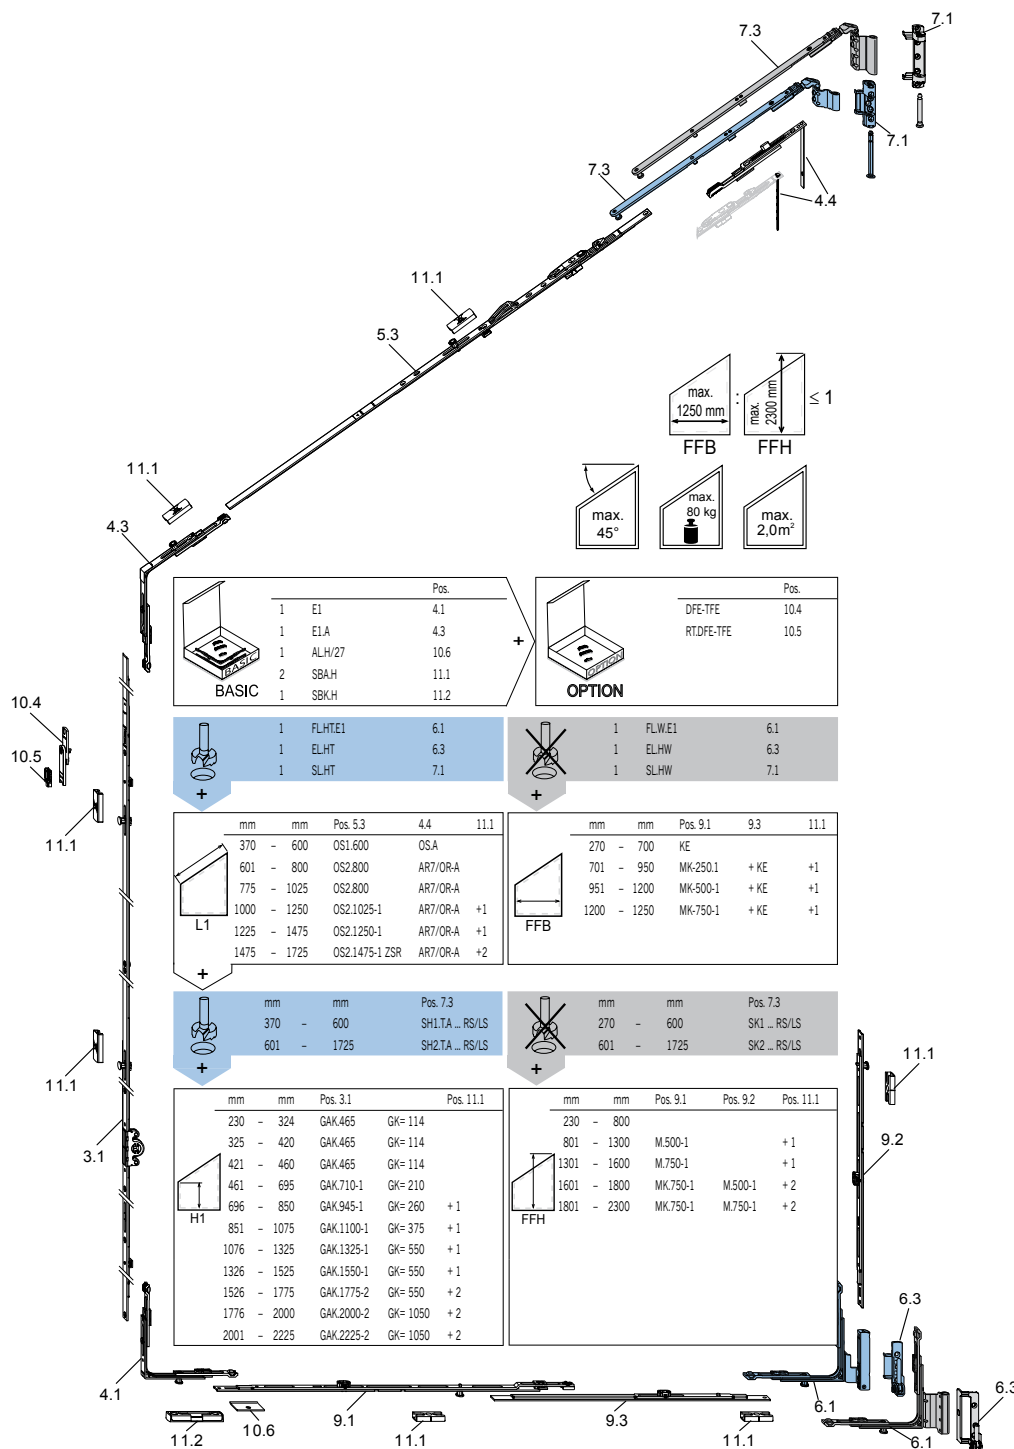 7.1
7.3
7.1
7.3
4.4
11.1
5.3
max.
1250 mm
FFB
:
max.
2300 mm
FFH
≤ 1
11.1
4.3
max.
45°
max.
80 kg
max.
2,0m²
BASIC
BASIC
Pos.
1 E1 4.1
1 E1.A 4.3
1 AL.H/27 10.6
2 SBA.H 11.1
1 SBK.H 11.2
+
OPTION
OPTION
Pos.
DFE-TFE 10.4
RT.DFE-TFE 10.5
10.4
10.5
11.1
1 FL.HT.E1 6.1
1 EL.HT 6.3
1 SL.HT 7.1
+
1 FL.W.E1 6.1
1 EL.HW 6.3
1 SL.HW 7.1
+
mm mm Pos. 5.3 4.4 11.1
370 – 600 OS1.600 OS.A
601 – 800 OS2.800 AR7/OR-A
775 – 1025 OS2.800 AR7/OR-A
1000 – 1250 OS2.1025-1 AR7/OR-A +1
1225 – 1475 OS2.1250-1 AR7/OR-A +1
1475 – 1725 OS2.1475-1 ZSR AR7/OR-A +2
L1
+
mm mm Pos. 9.1 9.3 11.1
270 – 700 KE
701 – 950 MK-250.1 + KE +1
951 – 1200 MK-500-1 + KE +1
1200 – 1250 MK-750-1 + KE +1
FFB
mm mm Pos. 7.3
370 – 600 SH1.T.A ... RS/LS
601 – 1725 SH2.T.A ... RS/LS
+
mm mm Pos. 7.3
270 – 600 SK1 ... RS/LS
601 – 1725 SK2 ... RS/LS
+
11.1
3.1
mm mm Pos. 3.1 Pos. 11.1
230 – 324 GAK.465 GK= 114
325 – 420 GAK.465 GK= 114
421 – 460 GAK.465 GK= 114
461 – 695 GAK.710-1 GK= 210
696 – 850 GAK.945-1 GK= 260 + 1
851 – 1075 GAK.1100-1 GK= 375 + 1
1076 – 1325 GAK.1325-1 GK= 550 + 1
1326 – 1525 GAK.1550-1 GK= 550 + 1
1526 – 1775 GAK.1775-2 GK= 550 + 2
1776 – 2000 GAK.2000-2 GK= 1050 + 2
2001 – 2225 GAK.2225-2 GK= 1050 + 2
H1
mm mm Pos. 9.1 Pos. 9.2 Pos. 11.1
230 – 800
801 – 1300 M.500-1 + 1
1301 – 1600 M.750-1 + 1
1601 – 1800 MK.750-1 M.500-1 + 2
1801 – 2300 MK.750-1 M.750-1 + 2
FFH
11.1
9.2
6.3
4.1
6.1
6.3
11.2
10.6
9.1
11.1
9.3
11.1
6.1